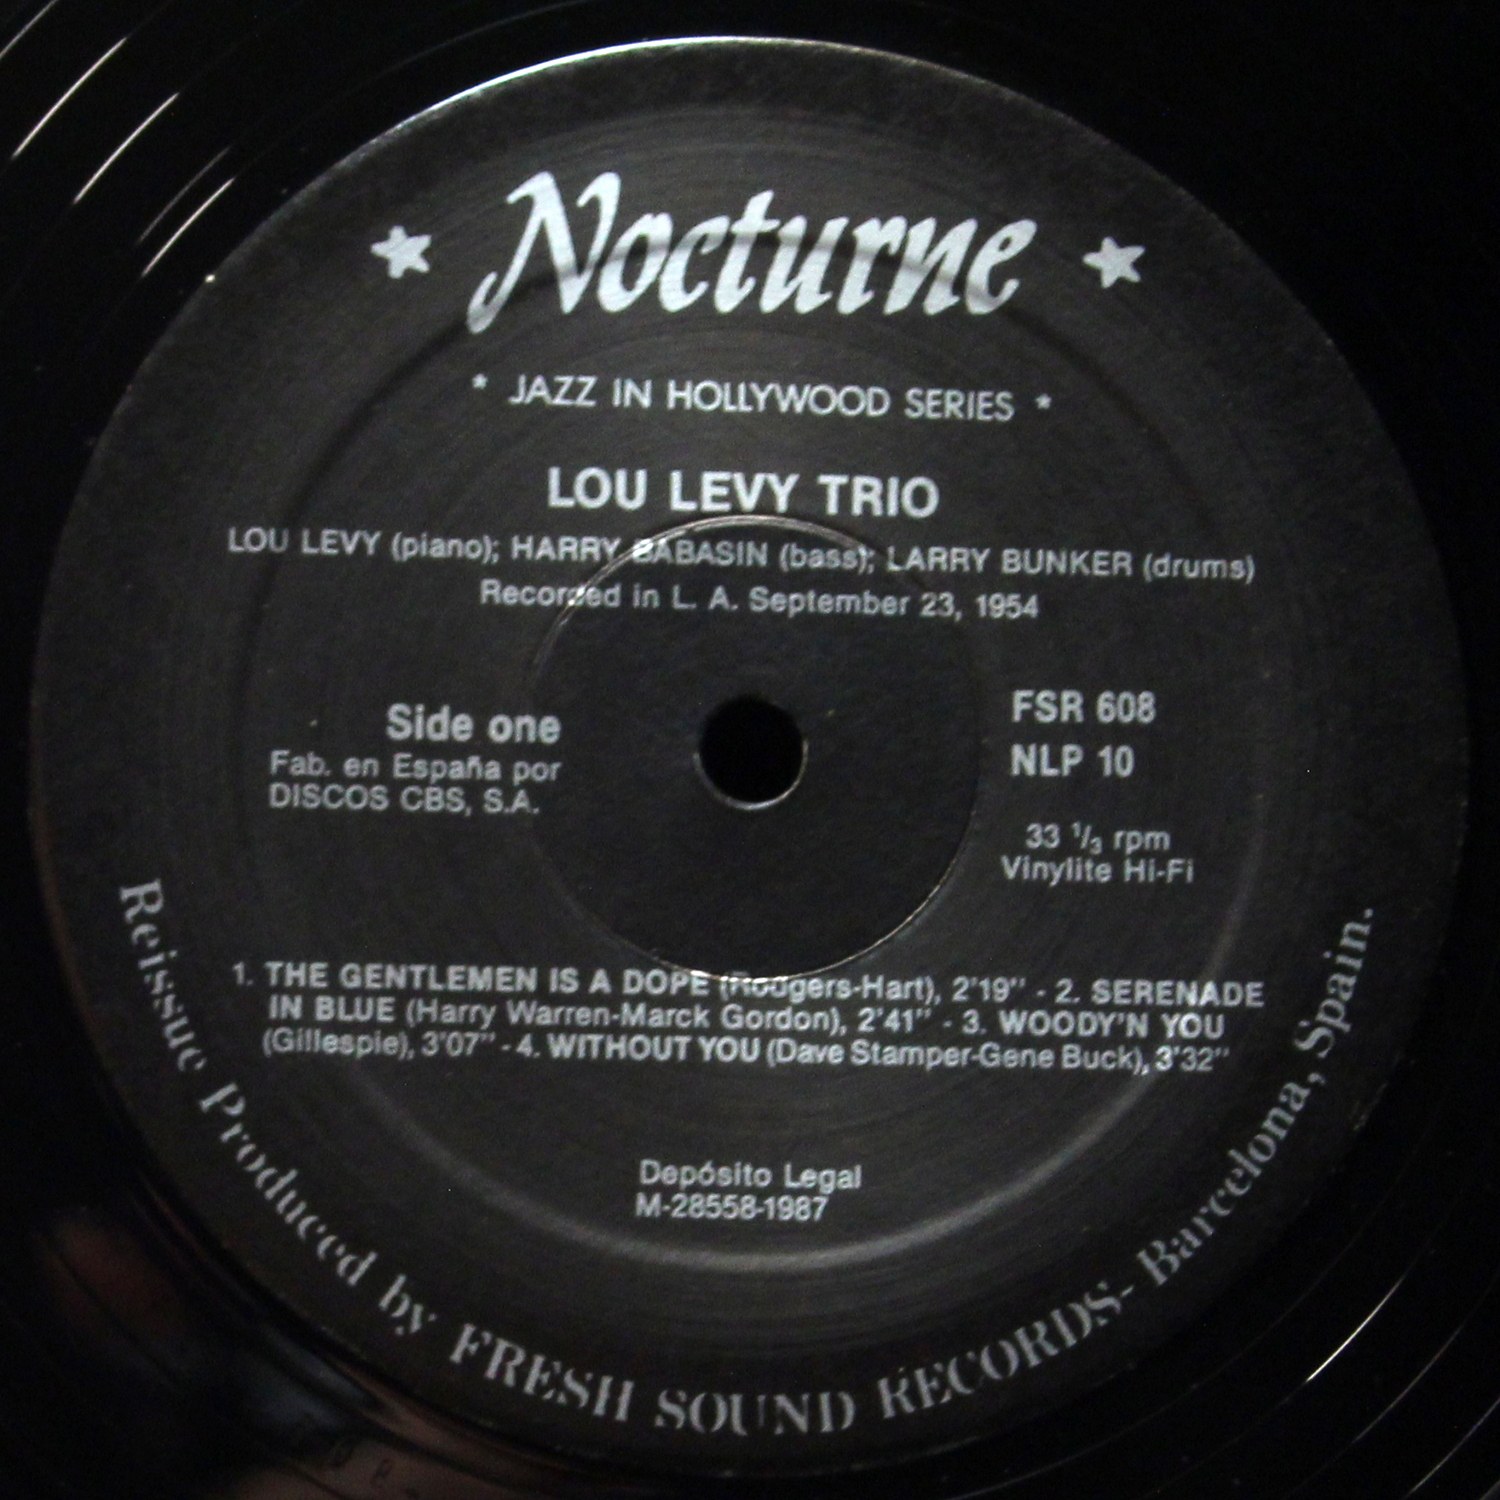 Nocturne
* JAZZ IN HOLLYWOOD SERIES *
LOU LEVY TRIO
LOU LEVY (piano); HARRY BABASIN (bass); LARRY BUNKER (drums)
Recorded in L. A. September 23, 1954
Side one
Fab. en España por
DISCOS CBS, S.A.
FSR 608
NLP 10
33 1/3 rpm
Vinylite Hi-Fi
1. THE GENTLEMEN IS A DOPE (Rodgers-Hart), 2'19" - 2. SERENADE
IN BLUE (Harry Warren-Marck Gordon), 2'41" - 3. WOODY'N YOU
(Gillespie), 3'07" - 4. WITHOUT YOU (Dave Stamper-Gene Buck), 3'32"
Depósito Legal
M-28558-1987
Reissue Produced by FRESH SOUND RECORDS- Barcelona, Spain.